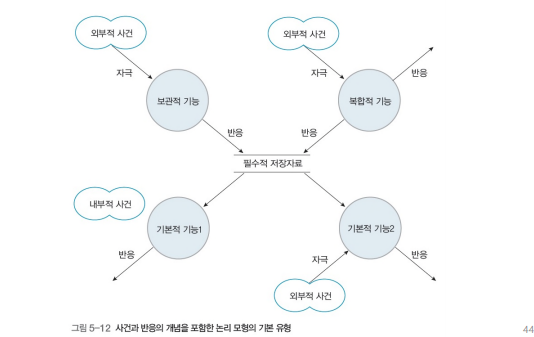 외부적 사건
외부적 사건
자극
자극
반응
보관적 기능
복합적 기능
반응
반응
필수적 저장자료
내부적 사건
기본적 기능1
기본적 기능2
반응
자극
반응
외부적 사건
그림 5-12 사건과 반응의 개념을 포함한 논리 모형의 기본 유형
44